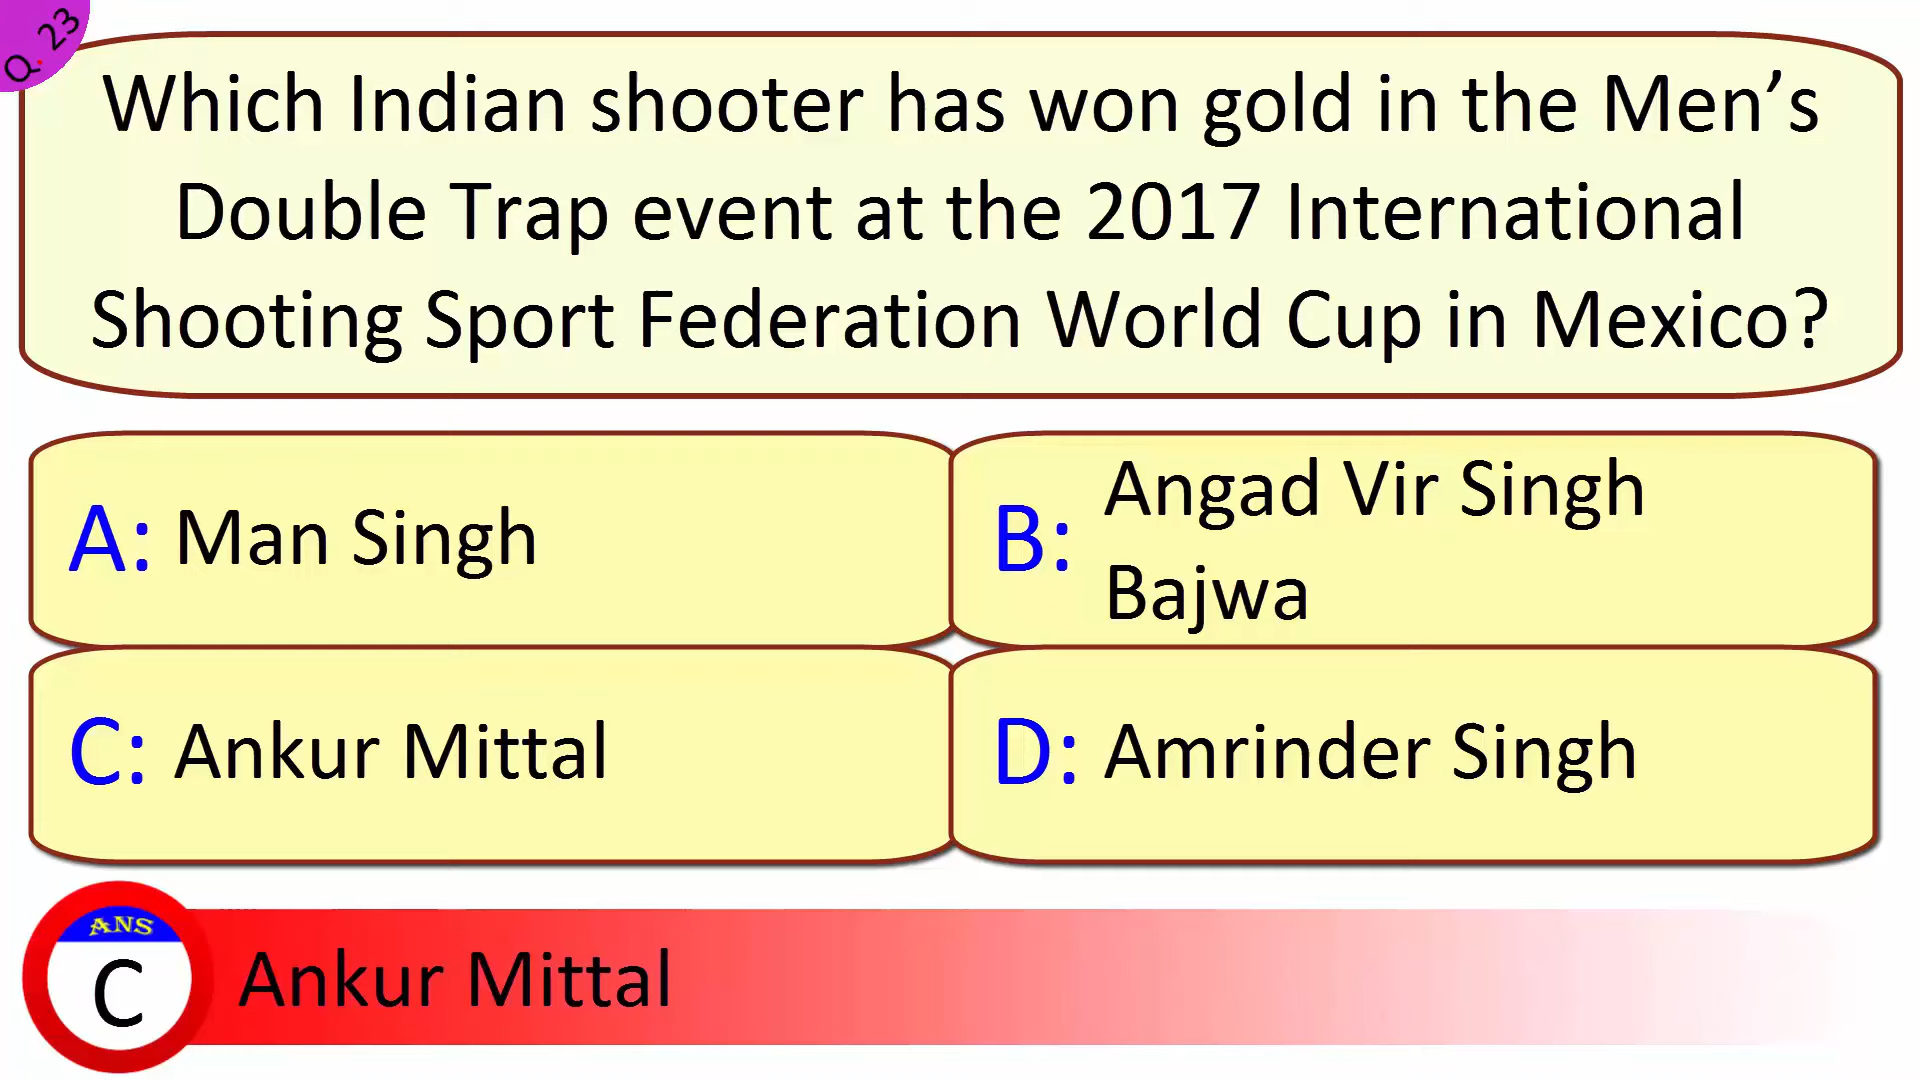 Q. 23
Which Indian shooter has won gold in the Men’s
Double Trap event at the 2017 International
Shooting Sport Federation World Cup in Mexico?
A: Man Singh
B: Angad Vir Singh
Bajwa
C: Ankur Mittal
D: Amrinder Singh
ANS
C
Ankur Mittal